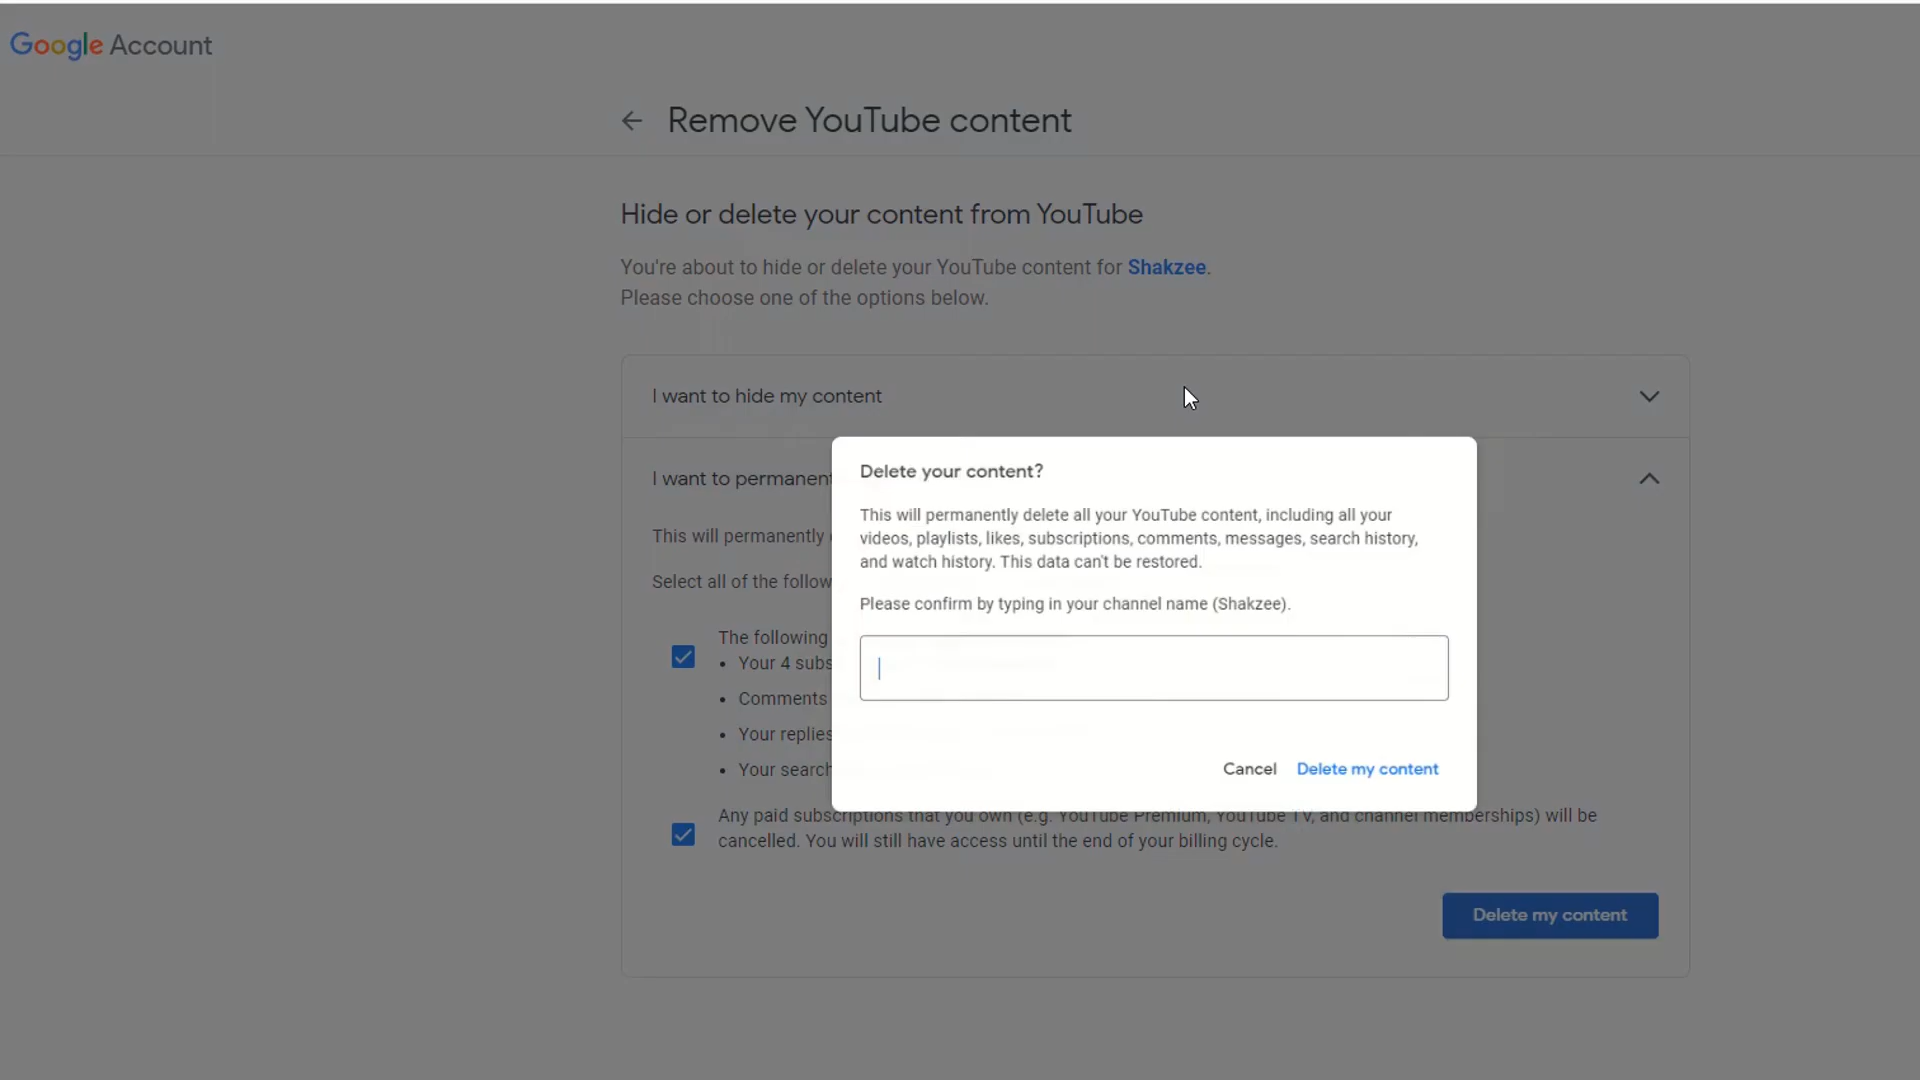 Google Account
Remove YouTube content
Hide or delete your content from YouTube
You're about to hide or delete your YouTube content for Shakzee.
Please choose one of the options below.
I want to hide my content
I want to permanent
This will permanently
Select all of the follow
The following
• Your 4 subs
• Comments
• Your replies
• Your search
Any paid subscriptions that you own (e.g. YouTube Premium, YouTube TV, and channel memberships) will be
cancelled. You will still have access until the end of your billing cycle.
Delete my content
Delete your content?
This will permanently delete all your YouTube content, including all your
videos, playlists, likes, subscriptions, comments, messages, search history,
and watch history. This data can't be restored.
Please confirm by typing in your channel name (Shakzee).
Cancel Delete my content